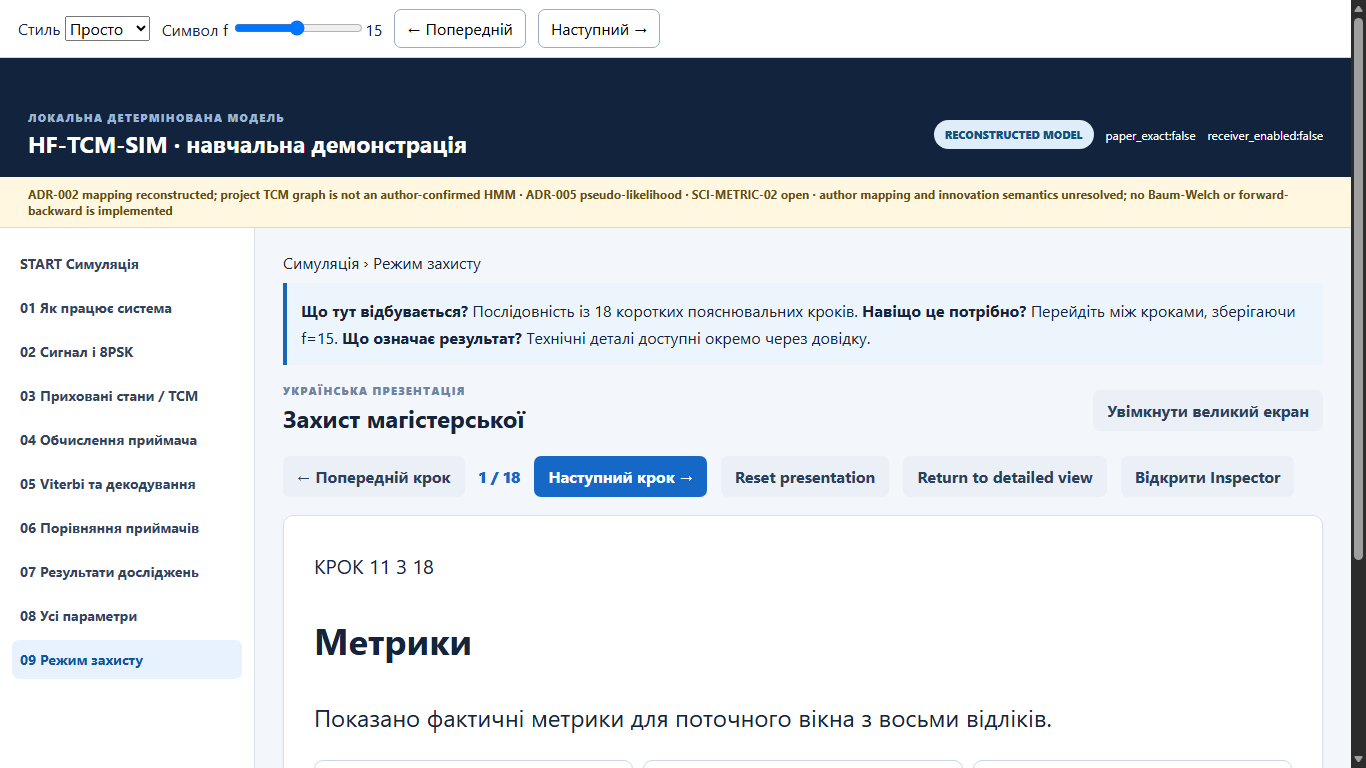 Стиль Просто Символ f 15 ← Попередній Наступний →
ЛОКАЛЬНА ДЕТЕРМІНОВАНА МОДЕЛЬ
HF-TCM-SIM · навчальна демонстрація
RECONSTRUCTED MODEL paper_exact:false receiver_enabled:false
ADR-002 mapping reconstructed; project TCM graph is not an author-confirmed HMM · ADR-005 pseudo-likelihood · SCI-METRIC-02 open · author mapping and innovation semantics unresolved; no Baum-Welch or forward-
backward is implemented
START Симуляція
01 Як працює система
02 Сигнал і 8PSK
03 Приховані стани / TCM
04 Обчислення приймача
05 Viterbi та декодування
06 Порівняння приймачів
07 Результати досліджень
08 Усі параметри
09 Режим захисту
Симуляція › Режим захисту
Що тут відбувається? Послідовність із 18 коротких пояснювальних кроків. Навіщо це потрібно? Перейдіть між кроками, зберігаючи
f=15. Що означає результат? Технічні деталі доступні окремо через довідку.
УКРАЇНСЬКА ПРЕЗЕНТАЦІЯ
Захист магістерської
Увімкнути великий екран
← Попередній крок 1 / 18 Наступний крок → Reset presentation Return to detailed view Відкрити Inspector
КРОК 11 З 18
Метрики
Показано фактичні метрики для поточного вікна з восьми відліків.